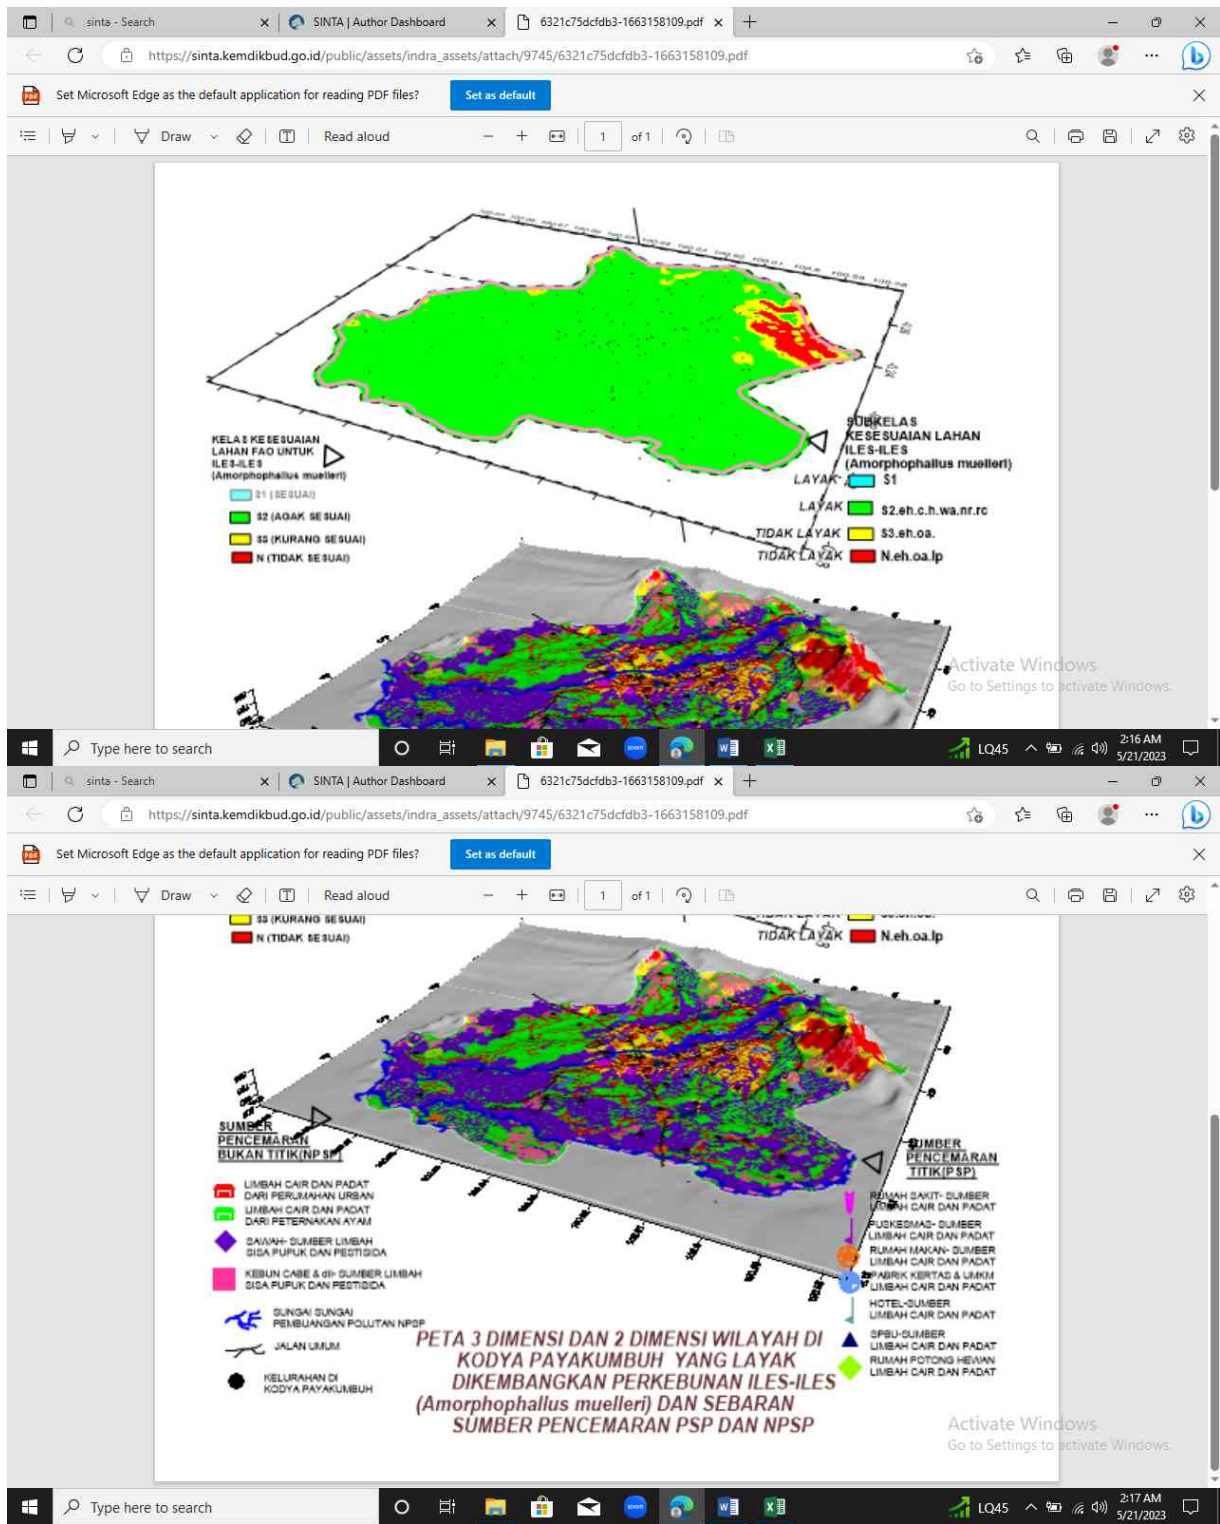 sinta - Search
SINTA | Author Dashboard
6321c75dcfdb3-1663158109.pdf
https://sinta.kemdikbud.go.id/public/assets/indra_assets/attach/9745/6321c75dcfdb3-1663158109.pdf
Set Microsoft Edge as the default application for reading PDF files?
Set as default
Draw
Read aloud
1
of 1
KELAS KESESUAIAN
LAHAN FAO UNTUK
ILES-ILES
(Amorphophallus muelleri)
S1 (SESUAI)
S2 (AGAK SESUAI)
S3 (KURANG SESUAI)
N (TIDAK SESUAI)
SUBKELAS
KESESUAIAN LAHAN
ILES-ILES
(Amorphophallus muelleri)
LAYAK
S1
LAYAK
S2.eh.c.h.wa.nr.rc
TIDAK LAYAK
S3.eh.oa.
TIDAK LAYAK
N.eh.oa.lp
Activate Windows
Go to Settings to activate Windows.
Type here to search
LQ45
2:16 AM
5/21/2023
sinta - Search
SINTA | Author Dashboard
6321c75dcfdb3-1663158109.pdf
https://sinta.kemdikbud.go.id/public/assets/indra_assets/attach/9745/6321c75dcfdb3-1663158109.pdf
Set Microsoft Edge as the default application for reading PDF files?
Set as default
Draw
Read aloud
1
of 1
S3 (KURANG SESUAI)
N (TIDAK SESUAI)
TIDAK LAYAK
N.eh.oa.lp
SUMBER
PENCEMARAN
BUKAN TITIK(NPSP)
LIMBAH CAIR DAN PADAT
DARI PERUMAHAN URBAN
LIMBAH CAIR DAN PADAT
DARI PETERNAKAN AYAM
SAWAH- SUMBER LIMBAH
SISA PUPUK DAN PESTISIDA
KEBUN CABE & dll- SUMBER LIMBAH
SISA PUPUK DAN PESTISIDA
SUNGAI SUNGAI
PEMBUANGAN POLUTAN NPSP
JALAN UMUM
KELURAHAN DI
KODYA PAYAKUMBUH
SUMBER
PENCEMARAN
TITIK(PSP)
RUMAH SAKIT- SUMBER
LIMBAH CAIR DAN PADAT
PUSKESMAS- SUMBER
LIMBAH CAIR DAN PADAT
RUMAH MAKAN- SUMBER
LIMBAH CAIR DAN PADAT
PABRIK KERTAS & UMKM
LIMBAH CAIR DAN PADAT
HOTEL-SUMBER
LIMBAH CAIR DAN PADAT
SPBU-SUMBER
LIMBAH CAIR DAN PADAT
RUMAH POTONG HEWAN
LIMBAH CAIR DAN PADAT
PETA 3 DIMENSI DAN 2 DIMENSI WILAYAH DI
KODYA PAYAKUMBUH YANG LAYAK
DIKEMBANGKAN PERKEBUNAN ILES-ILES
(Amorphophallus muelleri) DAN SEBARAN
SUMBER PENCEMARAN PSP DAN NPSP
Activate Windows
Go to Settings to activate Windows.
Type here to search
LQ45
2:17 AM
5/21/2023